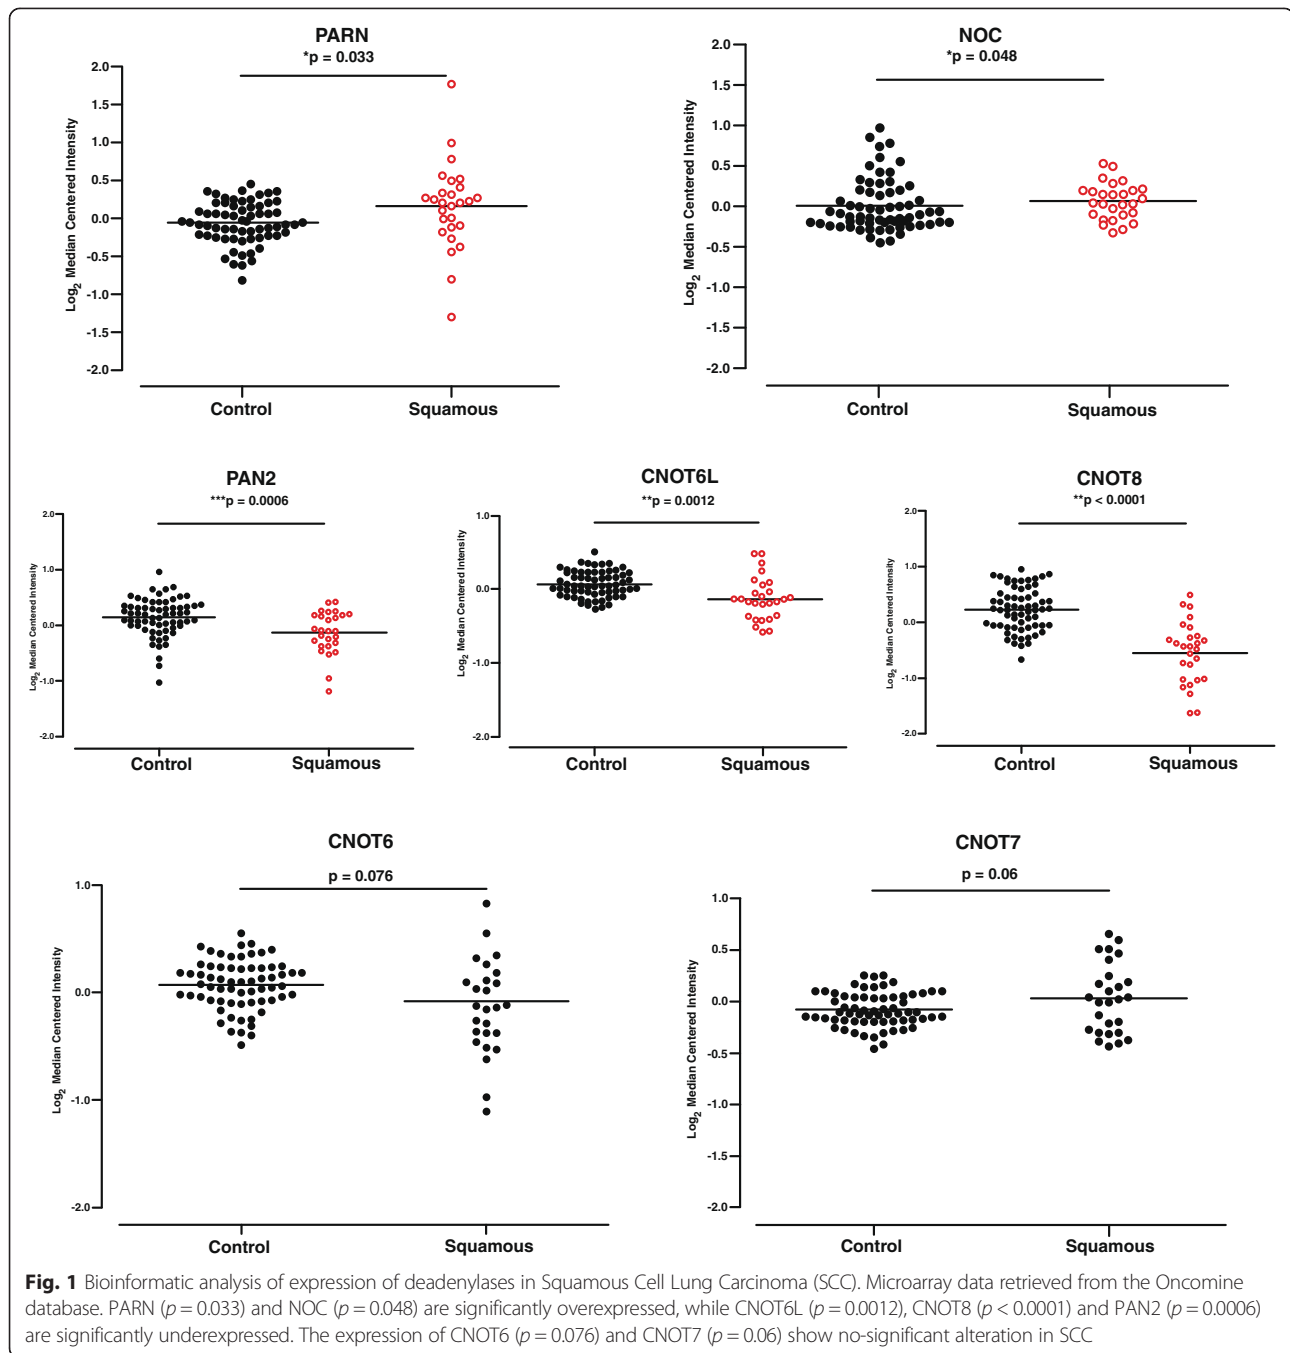 PARN
*p = 0.033
Log2 Median Centered Intensity
2.0
1.5
1.0
0.5
0.0
-0.5
-1.0
-1.5
-2.0
Control
Squamous
NOC
*p = 0.048
Log2 Median Centered Intensity
2.0
1.5
1.0
0.5
0.0
-0.5
-1.0
-1.5
-2.0
Control
Squamous
PAN2
***p = 0.0006
Log2 Median Centered Intensity
2.0
1.0
0.0
-1.0
-2.0
Control
Squamous
CNOT6L
**p = 0.0012
Log2 Median Centered Intensity
1.0
0.0
-1.0
-2.0
Control
Squamous
CNOT8
**p < 0.0001
Log2 Median Centered Intensity
2.0
1.0
0.0
-1.0
-2.0
Control
Squamous
CNOT6
p = 0.076
Log2 Median Centered Intensity
1.0
0.0
-1.0
-2.0
Control
Squamous
CNOT7
p = 0.06
Log2 Median Centered Intensity
1.0
0.5
0.0
-0.5
-1.0
-1.5
-2.0
Control
Squamous
Fig. 1 Bioinformatic analysis of expression of deadenylases in Squamous Cell Lung Carcinoma (SCC). Microarray data retrieved from the Oncomine
database. PARN (p = 0.033) and NOC (p = 0.048) are significantly overexpressed, while CNOT6L (p = 0.0012), CNOT8 (p < 0.0001) and PAN2 (p = 0.0006)
are significantly underexpressed. The expression of CNOT6 (p = 0.076) and CNOT7 (p = 0.06) show no-significant alteration in SCC